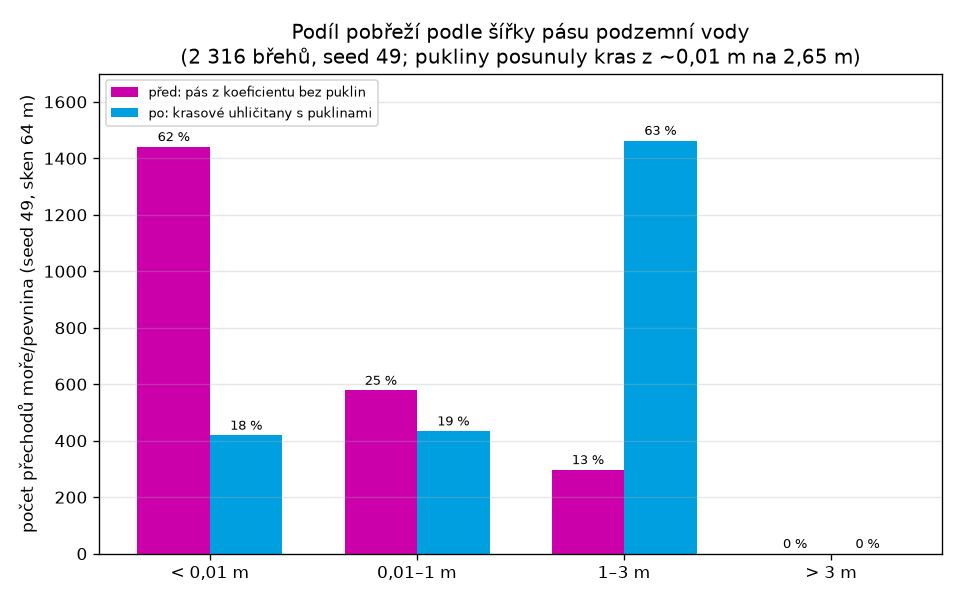 Podíl pobřeží podle šířky pásu podzemní vody
(2 316 břehů, seed 49; pukliny posunuly kras z ~0,01 m na 2,65 m)
před: pás z koeficientu bez puklin
po: krasové uhličitany s puklinami
počet přechodů moře/pevnina (seed 49, sken 64 m)
1600
1400
1200
1000
800
600
400
200
0
62 %
18 %
25 %
19 %
13 %
63 %
0 %
0 %
< 0,01 m
0,01–1 m
1–3 m
> 3 m